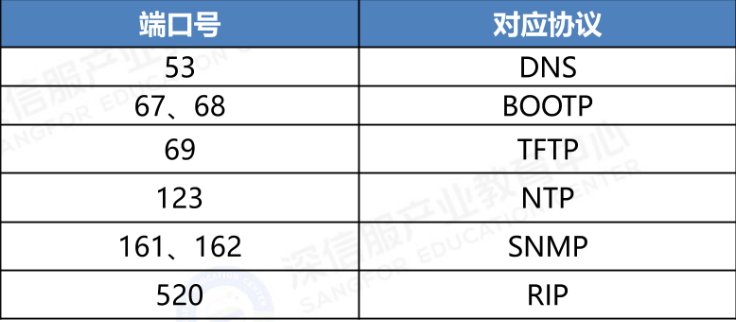 端口号 对应协议
53 DNS
67、68 BOOTP
69 TFTP
123 NTP
161、162 SNMP
520 RIP
深信服产业教育中心
SANGFOR EDUCATION CENTER